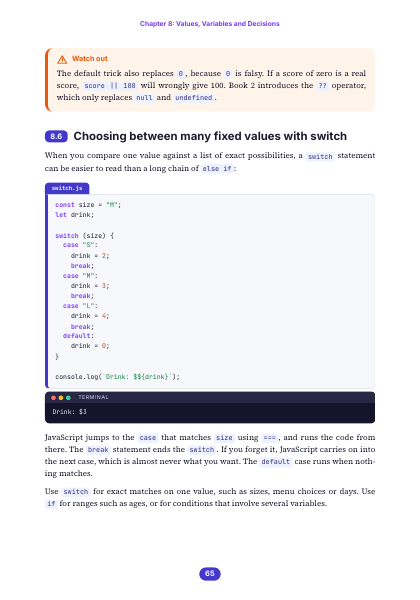 Chapter 8: Values, Variables and Decisions
Watch out
The default trick also replaces 0, because 0 is falsy. If a score of zero is a real
score, score || 100 will wrongly give 100. Book 2 introduces the ?? operator,
which only replaces null and undefined.
8.6 Choosing between many fixed values with switch
When you compare one value against a list of exact possibilities, a switch statement
can be easier to read than a long chain of else if:
switch.js
const size = "M";
let drink;
switch (size) {
  case "S":
    drink = 2;
    break;
  case "M":
    drink = 3;
    break;
  case "L":
    drink = 4;
    break;
  default:
    drink = 0;
}
console.log(`Drink: $${drink}`);
TERMINAL
Drink: $3
JavaScript jumps to the case that matches size using ===, and runs the code from
there. The break statement ends the switch. If you forget it, JavaScript carries on into
the next case, which is almost never what you want. The default case runs when noth-
ing matches.
Use switch for exact matches on one value, such as sizes, menu choices or days. Use
if for ranges such as ages, or for conditions that involve several variables.
65